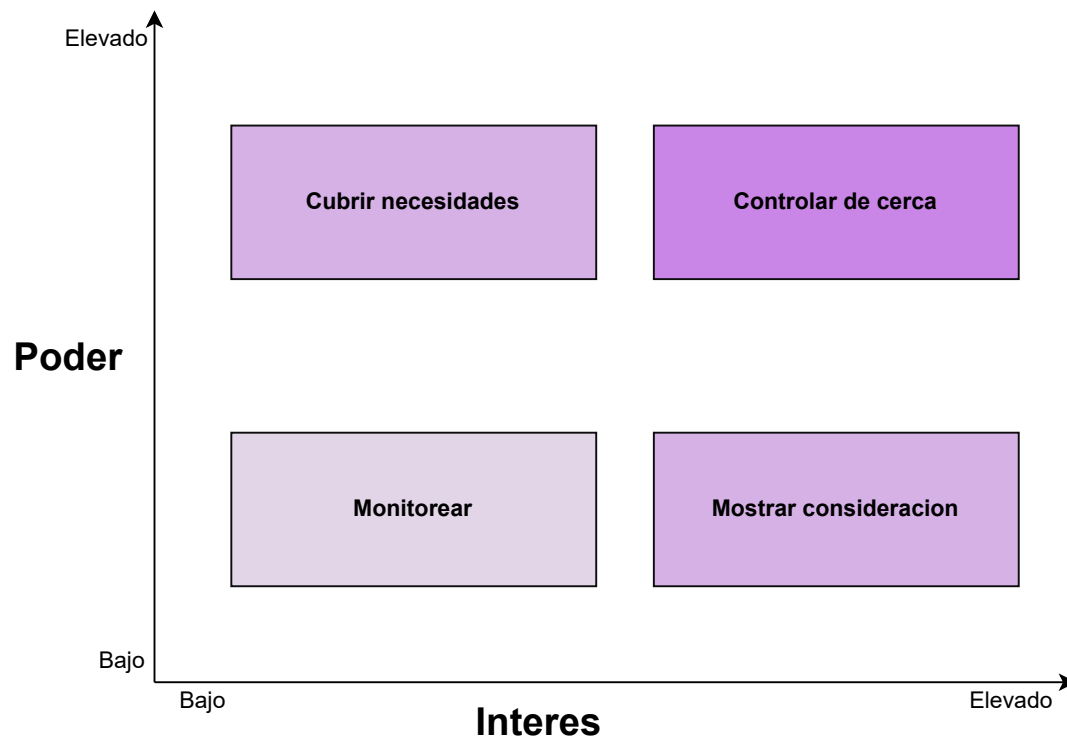 Elevado
Cubrir necesidades
Controlar de cerca
Poder
Monitorear
Mostrar consideracion
Bajo
Bajo
Elevado
Interes